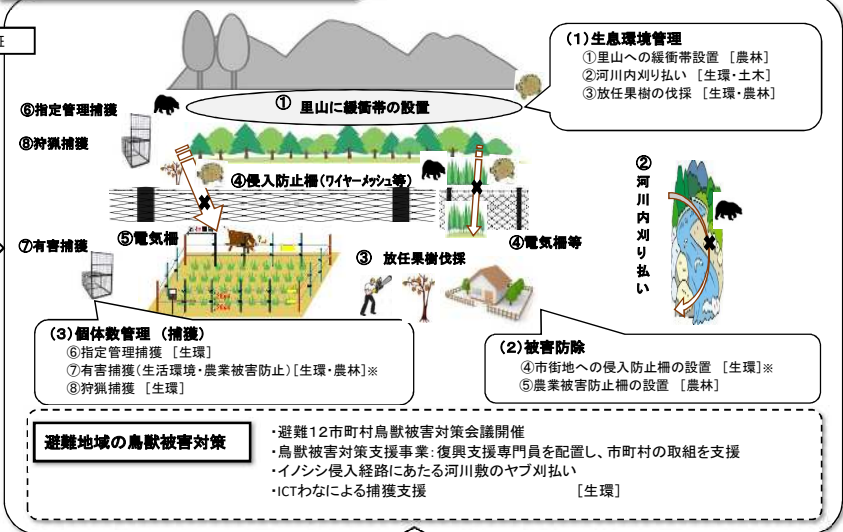 証
(1)生息環境管理
①里山への緩衝帯設置 [農林]
②河川内刈り払い [生環・土木]
③放任果樹の伐採 [生環・農林]
⑥指定管理捕獲
① 里山に緩衝帯の設置
⑧狩猟捕獲
④侵入防止柵(ワイヤーメッシュ等)
②河川内刈り払い
⑦有害捕獲
⑤電気柵
③ 放任果樹伐採
④電気柵等
(3)個体数管理 (捕獲)
⑥指定管理捕獲 [生環]
⑦有害捕獲(生活環境・農業被害防止)[生環・農林]※
⑧狩猟捕獲 [生環]
(2)被害防除
④市街地への侵入防止柵の設置 [生環]※
⑤農業被害防止柵の設置 [農林]
避難地域の鳥獣被害対策
・避難12市町村鳥獣被害対策会議開催
・鳥獣被害対策支援事業:復興支援専門員を配置し、市町村の取組を支援
・イノシシ侵入経路にあたる河川敷のヤブ刈払い
・ICTわなによる捕獲支援 [生環]